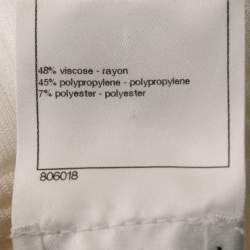 48% viscose - rayon
45% polypropylene - polypropylene
7% polyester - polyester
806018